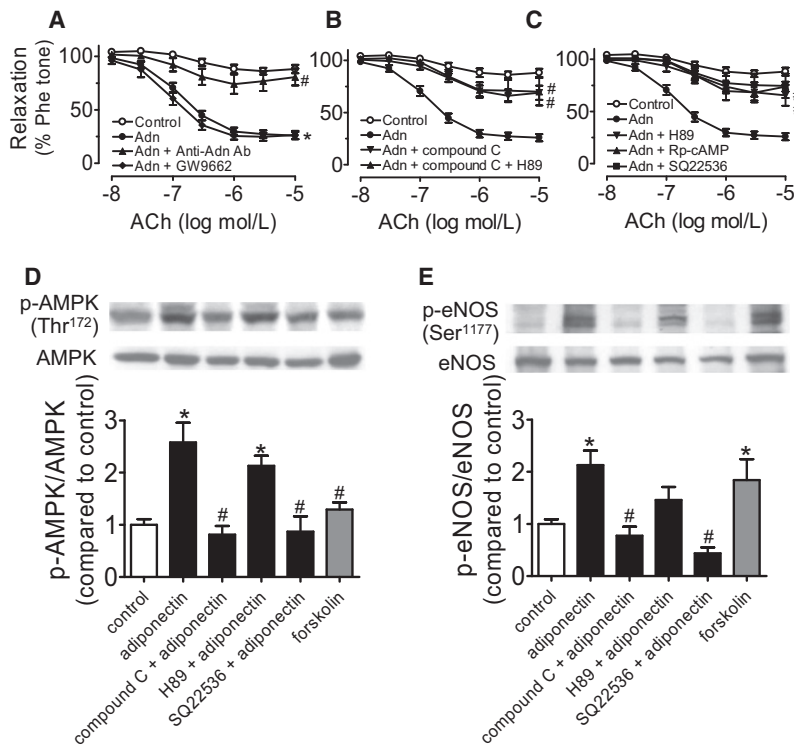 A
Relaxation
(% Phe tone)
100
50
0
Control
Adn
Adn + Anti-Adn Ab
Adn + GW9662
#
*
-8 -7 -6 -5
ACh (log mol/L)
B
100
50
0
Control
Adn
Adn + compound C
Adn + compound C + H89
#
#
-8 -7 -6 -5
ACh (log mol/L)
C
100
50
0
Control
Adn
Adn + H89
Adn + Rp-cAMP
Adn + SQ22536
-8 -7 -6 -5
ACh (log mol/L)
D
p-AMPK
(Thr172)
AMPK
p-AMPK/AMPK
(compared to control)
3
2
1
0
*
#
*
#
#
control
adiponectin
compound C + adiponectin
H89 + adiponectin
SQ22536 + adiponectin
forskolin
E
p-eNOS
(Ser1177)
eNOS
p-eNOS/eNOS
(compared to control)
3
2
1
0
*
#
#
*
control
adiponectin
compound C + adiponectin
H89 + adiponectin
SQ22536 + adiponectin
forskolin